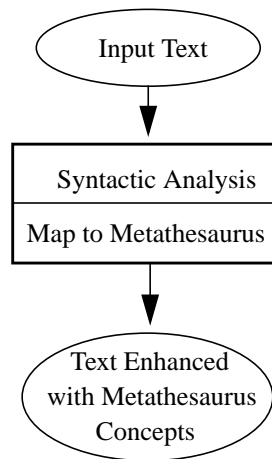 Input Text
Syntactic Analysis
Map to Metathesaurus
Text Enhanced
with Metathesaurus
Concepts